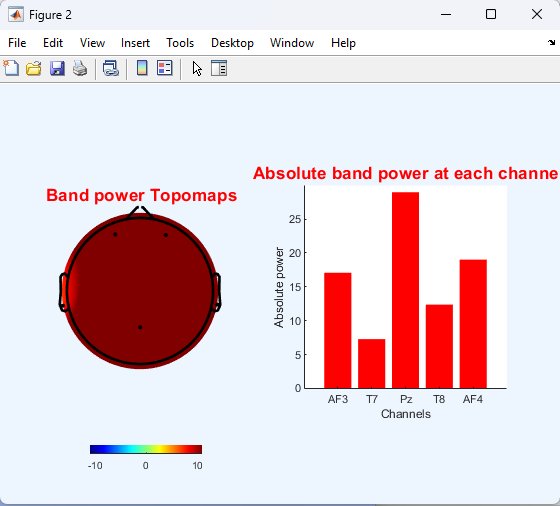 Figure 2
File Edit View Insert Tools Desktop Window Help
Band power Topomaps
-10 0 10
Absolute band power at each channe
Absolute power
25
20
15
10
5
0
AF3 T7 Pz T8 AF4
Channels